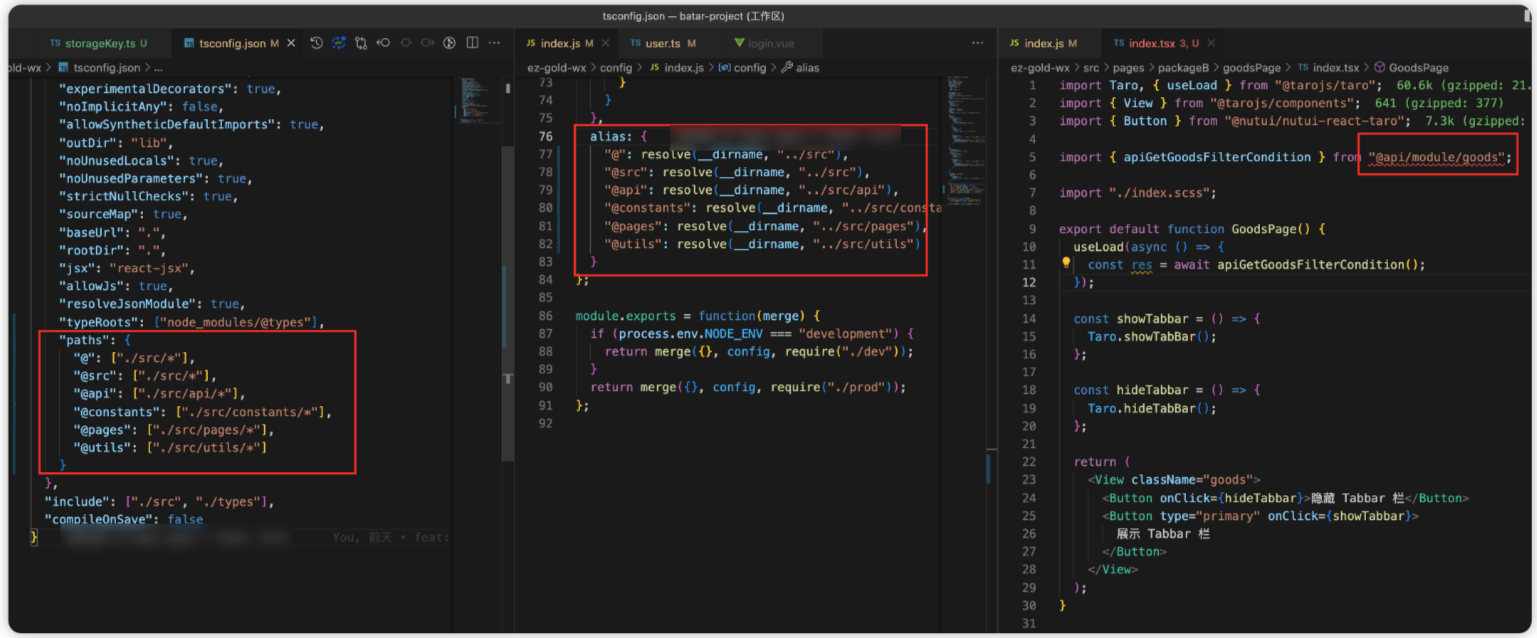 tsconfig.json — batar-project (工作区)
TS storageKey.ts U
tsconfig.json M
old-wx > tsconfig.json > ...
"experimentalDecorators": true,
"noImplicitAny": false,
"allowSyntheticDefaultImports": true,
"outDir": "lib",
"noUnusedLocals": true,
"noUnusedParameters": true,
"strictNullChecks": true,
"sourceMap": true,
"baseUrl": ".",
"rootDir": ".",
"jsx": "react-jsx",
"allowJs": true,
"resolveJsonModule": true,
"typeRoots": ["node_modules/@types"],
"paths": {
"@": ["./src/*"],
"@src": ["./src/*"],
"@api": ["./src/api/*"],
"@constants": ["./src/constants/*"],
"@pages": ["./src/pages/*"],
"@utils": ["./src/utils/*"]
}
},
"include": ["./src", "./types"],
"compileOnSave": false
}
You, 前天 • feat:
JS index.js M
TS user.ts M
login.vue
ez-gold-wx > config > JS index.js > config > alias
73 }
74 }
75 },
76 alias: {
77 "@": resolve(__dirname, "../src"),
78 "@src": resolve(__dirname, "../src"),
79 "@api": resolve(__dirname, "../src/api"),
80 "@constants": resolve(__dirname, "../src/consta
81 "@pages": resolve(__dirname, "../src/pages"),
82 "@utils": resolve(__dirname, "../src/utils")
83 }
84 };
85
86 module.exports = function(merge) {
87 if (process.env.NODE_ENV === "development") {
88 return merge({}, config, require("./dev"));
89 }
90 return merge({}, config, require("./prod"));
91 };
92
JS index.js M
TS index.tsx 3, U
ez-gold-wx > src > pages > packageB > goodsPage > TS index.tsx > GoodsPage
1 import Taro, { useLoad } from "@tarojs/taro"; 60.6k (gzipped: 21.
2 import { View } from "@tarojs/components"; 641 (gzipped: 377)
3 import { Button } from "@nutui/nutui-react-taro"; 7.3k (gzipped:
4
5 import { apiGetGoodsFilterCondition } from "@api/module/goods";
6
7 import "./index.scss";
8
9 export default function GoodsPage() {
10 useLoad(async () => {
11 const res = await apiGetGoodsFilterCondition();
12 });
13
14 const showTabbar = () => {
15 Taro.showTabBar();
16 };
17
18 const hideTabbar = () => {
19 Taro.hideTabBar();
20 };
21
22 return (
23 <View className="goods">
24 <Button onClick={hideTabbar}>隐藏 Tabbar 栏</Button>
25 <Button type="primary" onClick={showTabbar}>
26 展示 Tabbar 栏
27 </Button>
28 </View>
29 );
30 }
31